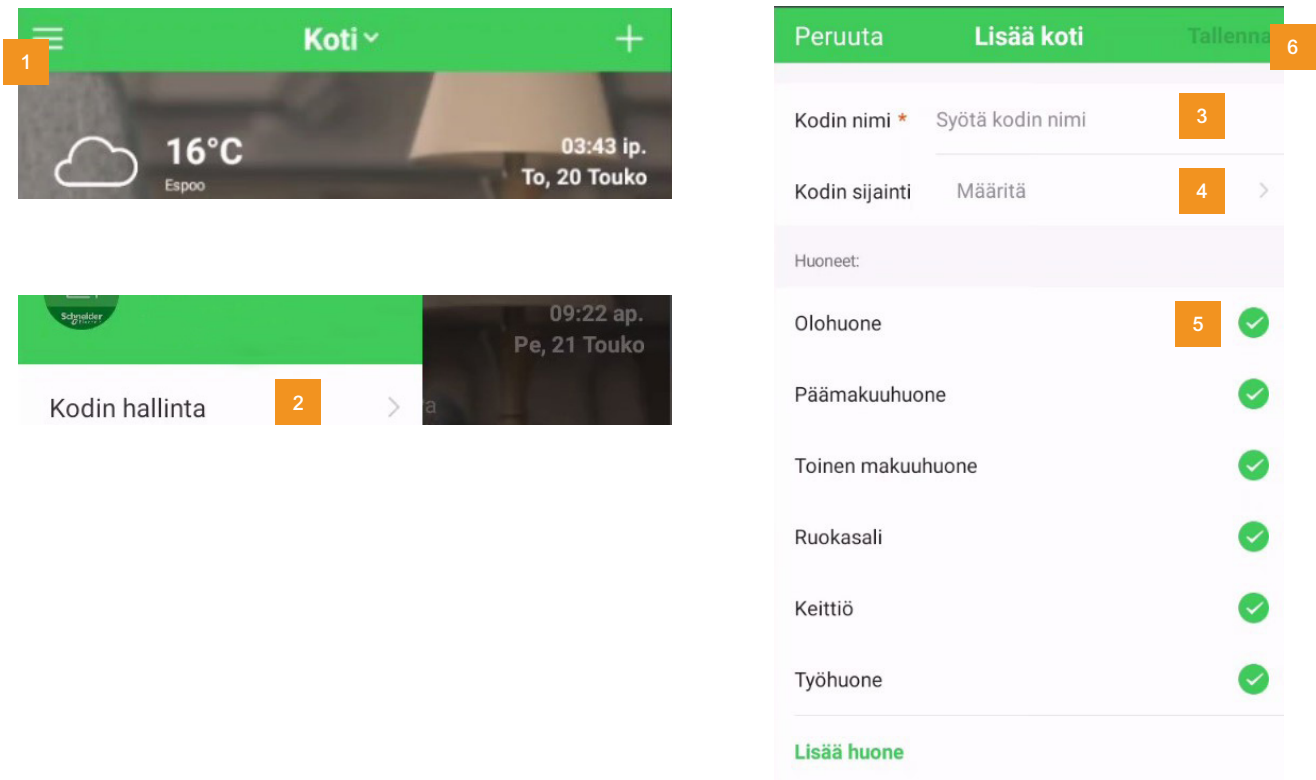 1
Koti
16°C
Espoo
03:43 ip.
To, 20 Touko
Schneider
Electric
09:22 ap.
Pe, 21 Touko
Kodin hallinta
2
a
Peruuta
Lisää koti
Tallenna
6
Kodin nimi *
Syötä kodin nimi
3
Kodin sijainti
Määritä
4
Huoneet:
Olohuone
5
Päämakuuhuone
Toinen makuuhuone
Ruokasali
Keittiö
Työhuone
Lisää huone